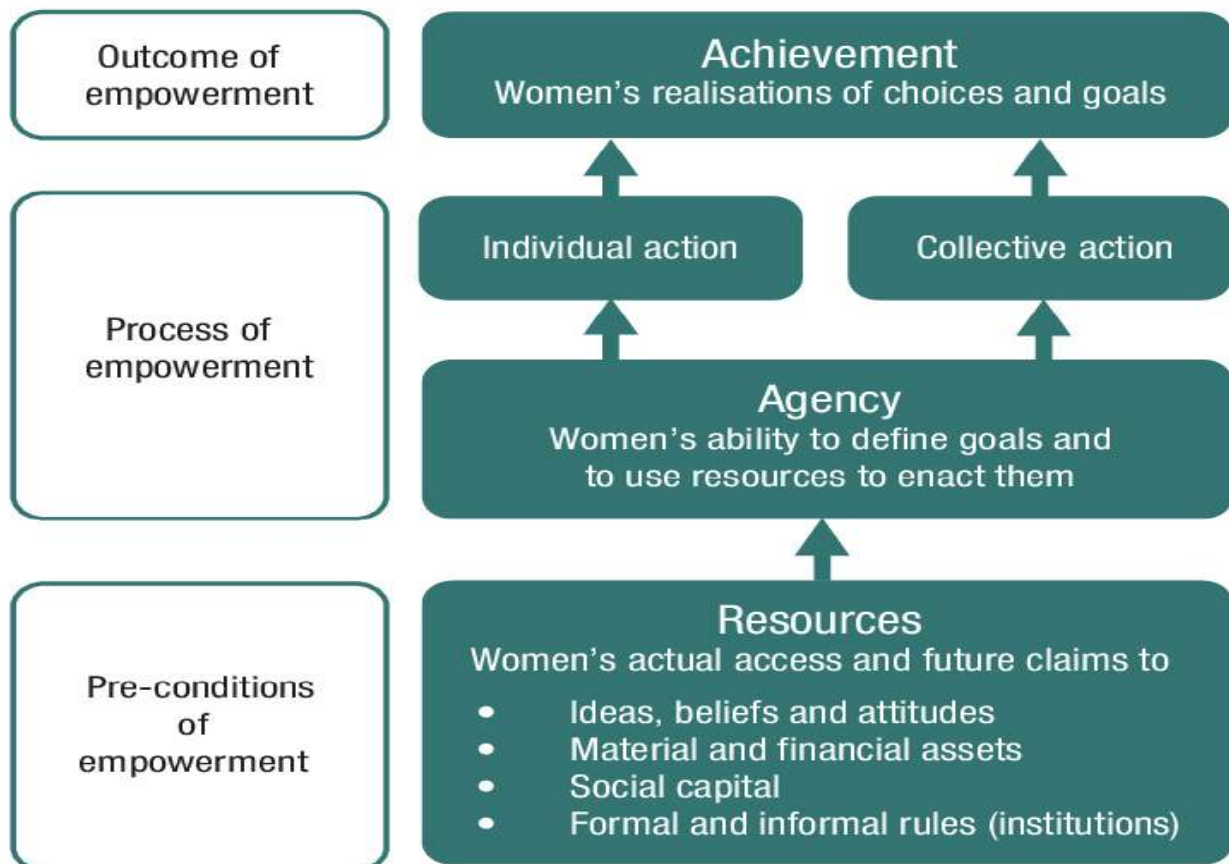 Outcome of
empowerment
Achievement
Women's realisations of choices and goals
Individual action
Collective action
Process of
empowerment
Agency
Women's ability to define goals and
to use resources to enact them
Pre-conditions
of
empowerment
Resources
Women's actual access and future claims to
• Ideas, beliefs and attitudes
• Material and financial assets
• Social capital
• Formal and informal rules (institutions)